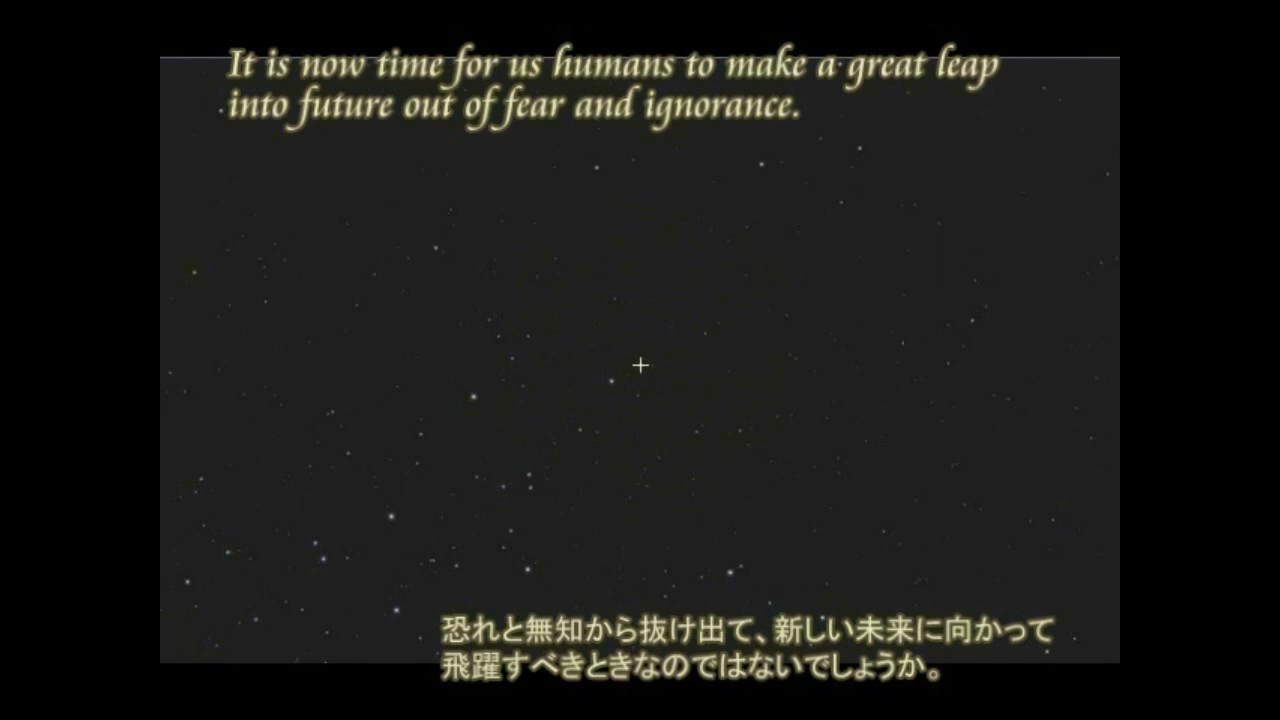 It is now time for us humans to make a great leap
into future out of fear and ignorance.
恐れと無知から抜け出て、新しい未来に向かって
飛躍すべきときなのではないでしょうか。